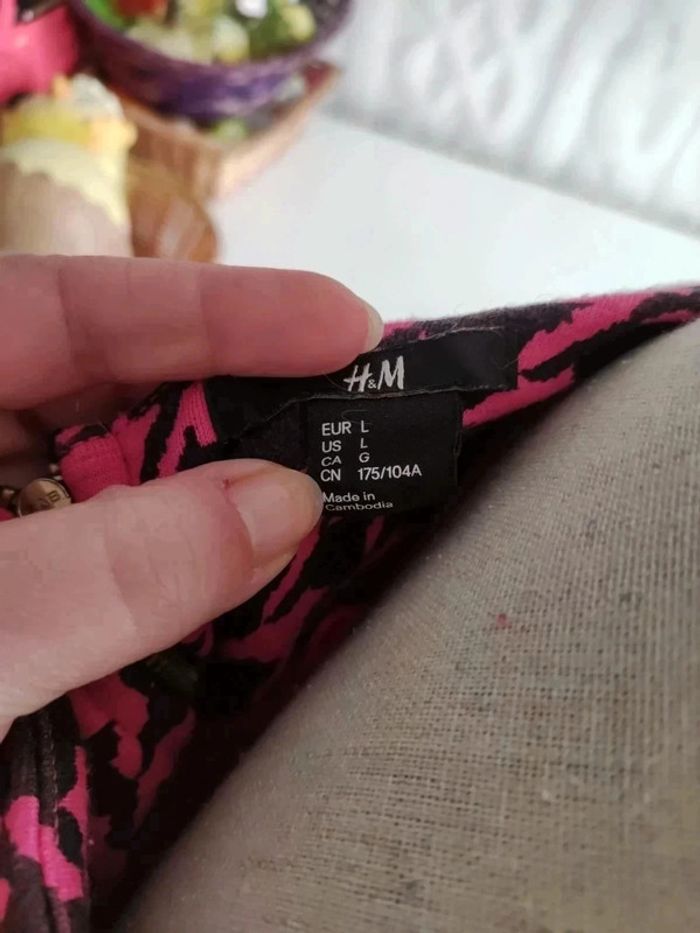 H&M
EUR L
US L
CA G
CN 175/104A
Made in
Cambodia